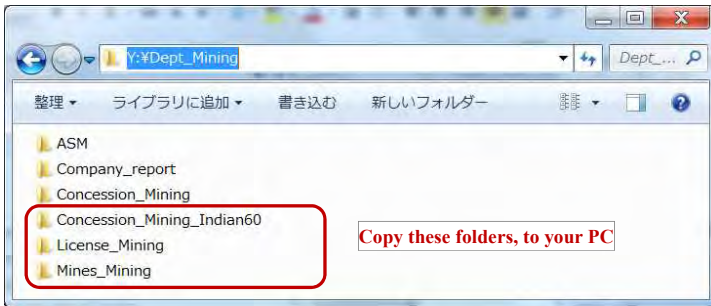 Y:¥Dept_Mining
Dept_...
整理 ライブラリに追加 書き込む 新しいフォルダー
ASM
Company_report
Concession_Mining
Concession_Mining_Indian60
License_Mining
Mines_Mining
Copy these folders, to your PC